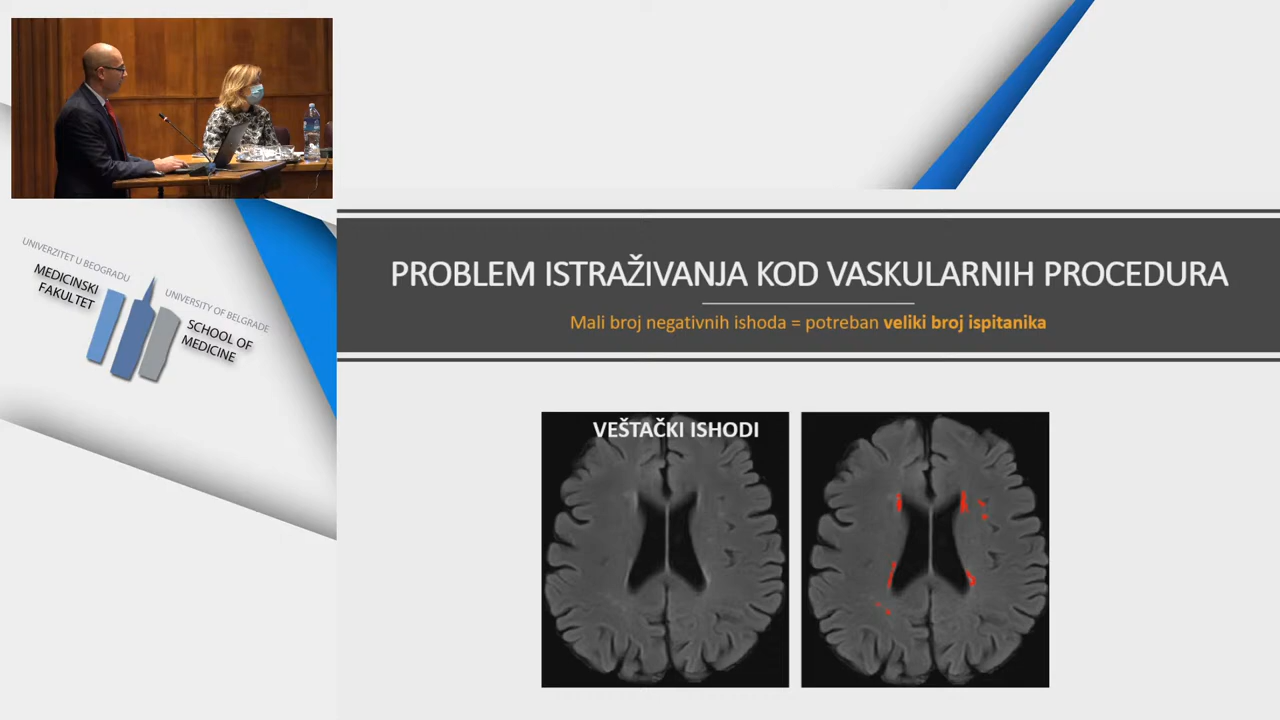 UNIVERZITET U BEOGRADU
MEDICINSKI
FAKULTET
UNIVERSITY OF BELGRADE
SCHOOL OF
MEDICINE
PROBLEM ISTRAŽIVANJA KOD VASKULARNIH PROCEDURA
Mali broj negativnih ishoda = potreban veliki broj ispitanika
VEŠTAČKI ISHODI